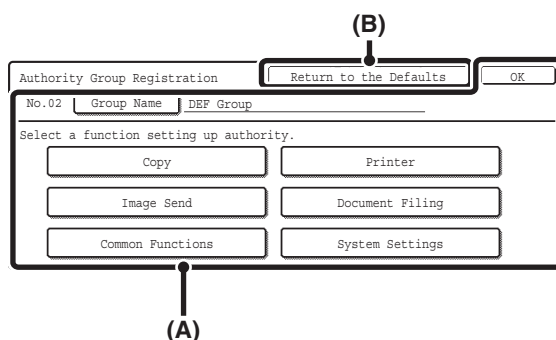 (B)
Authority Group Registration Return to the Defaults OK
No.02 Group Name DEF Group
Select a function setting up authority.
Copy Printer
Image Send Document Filing
Common Functions System Settings
(A)